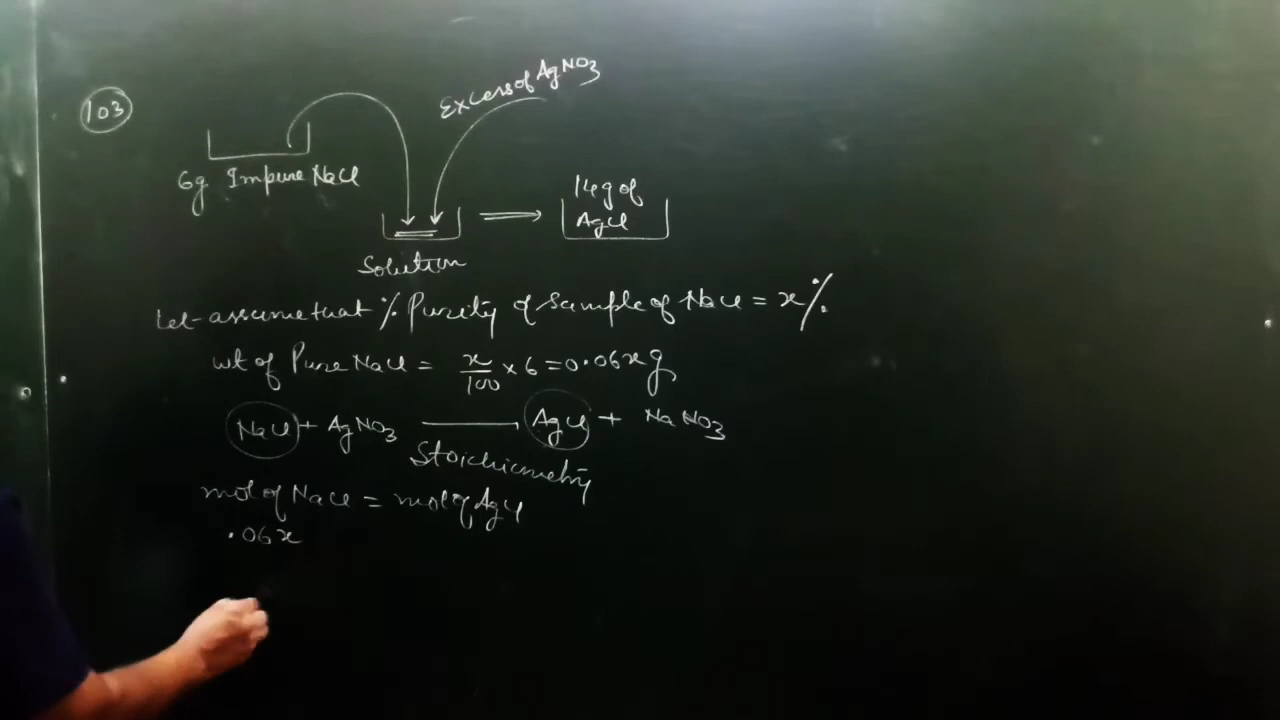 103
Excess of AgNO3
6g Impure NaCl
14g of
AgCl
Solution
Let assume that % Purity of Sample of NaCl = x%
wt of Pure NaCl = x/100 × 6 = 0.06x g
NaCl + AgNO3 ⟶ AgCl + NaNO3
Stoichiometry
mol of NaCl = mol of AgCl
.06x